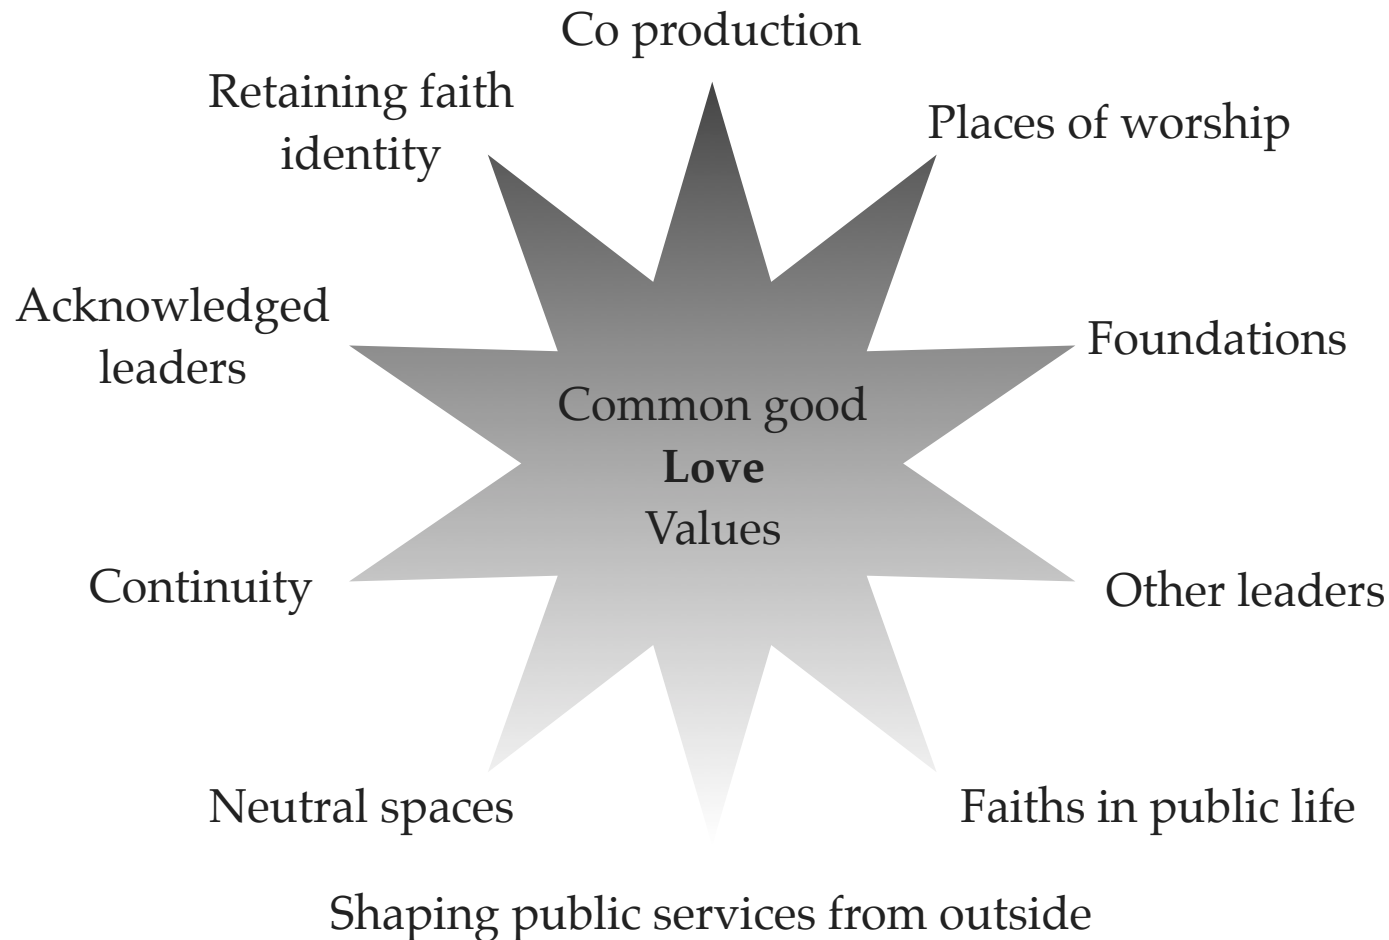 Co production
Retaining faith
identity
Places of worship
Acknowledged
leaders
Foundations
Common good
Love
Values
Continuity
Other leaders
Neutral spaces
Faiths in public life
Shaping public services from outside